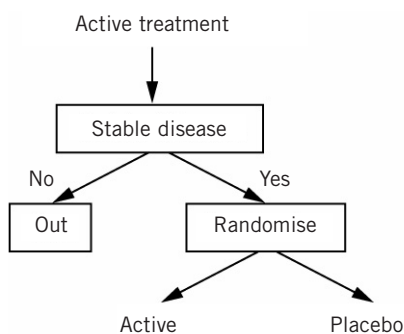 Active treatment
Stable disease
No
Yes
Out
Randomise
Active
Placebo